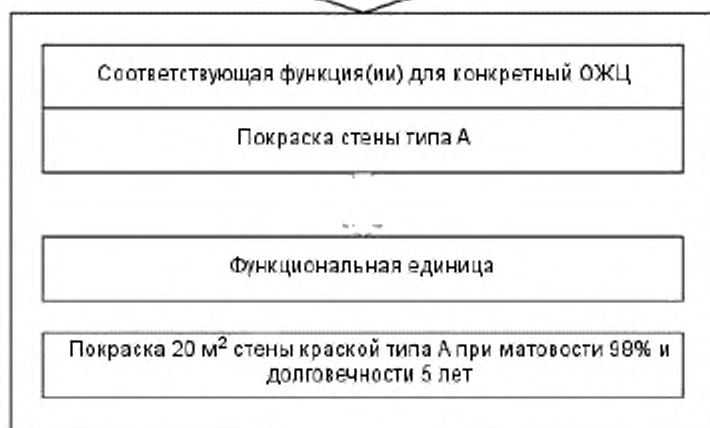 Соответствующая функция(ии) для конкретный ОЖЦ
Покраска стены типа А
Функциональная единица
Покраска 20 м² стены краской типа А при матовости 98% и
долговечности 5 лет